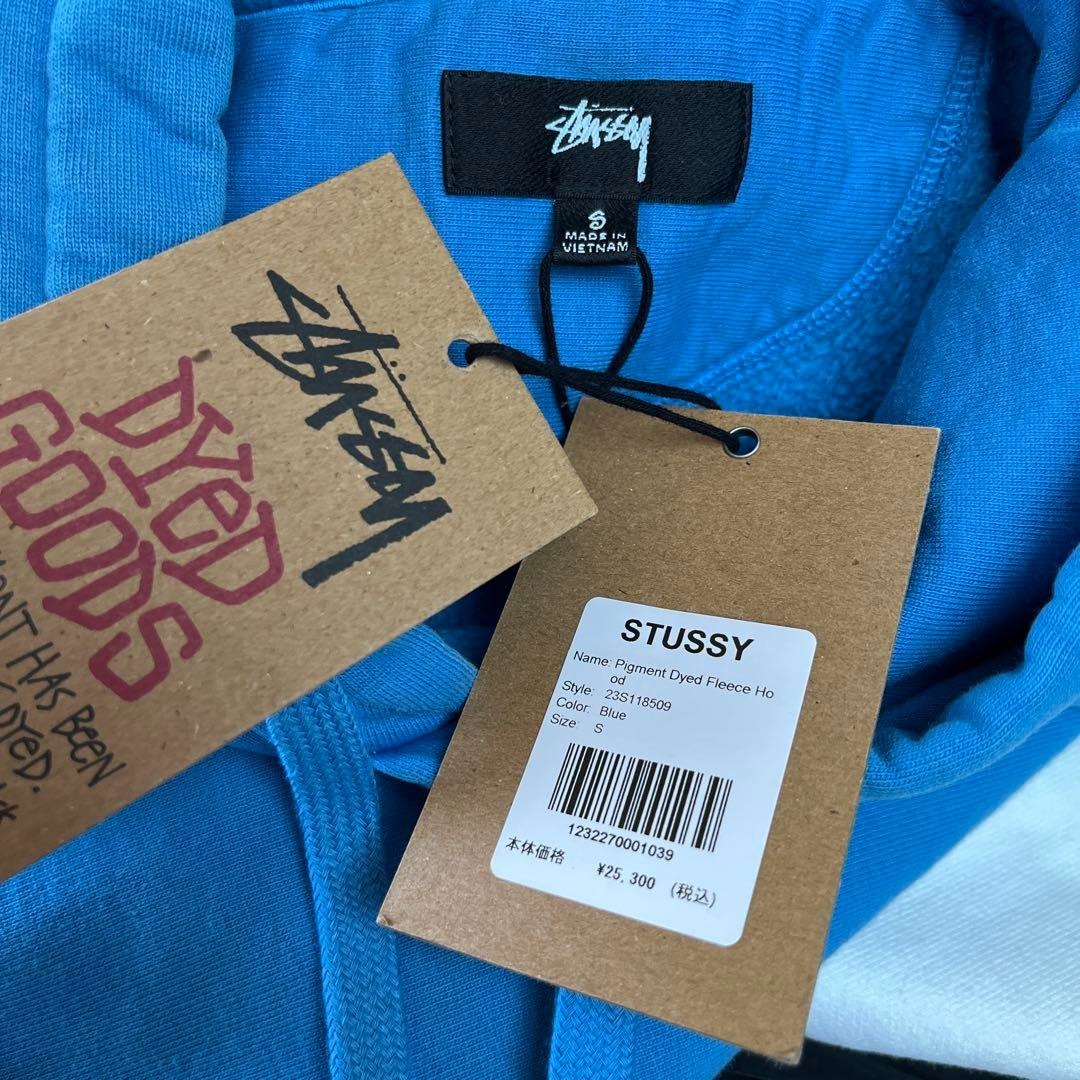 Stüssy
S
MADE IN
VIETNAM
Stüssy
DYED
GOODS
HAS BEEN
DYED.
STUSSY
Name: Pigment Dyed Fleece Ho
od
Style: 23S118509
Color: Blue
Size: S
1232270001039
本体価格 ¥25,300 (税込)